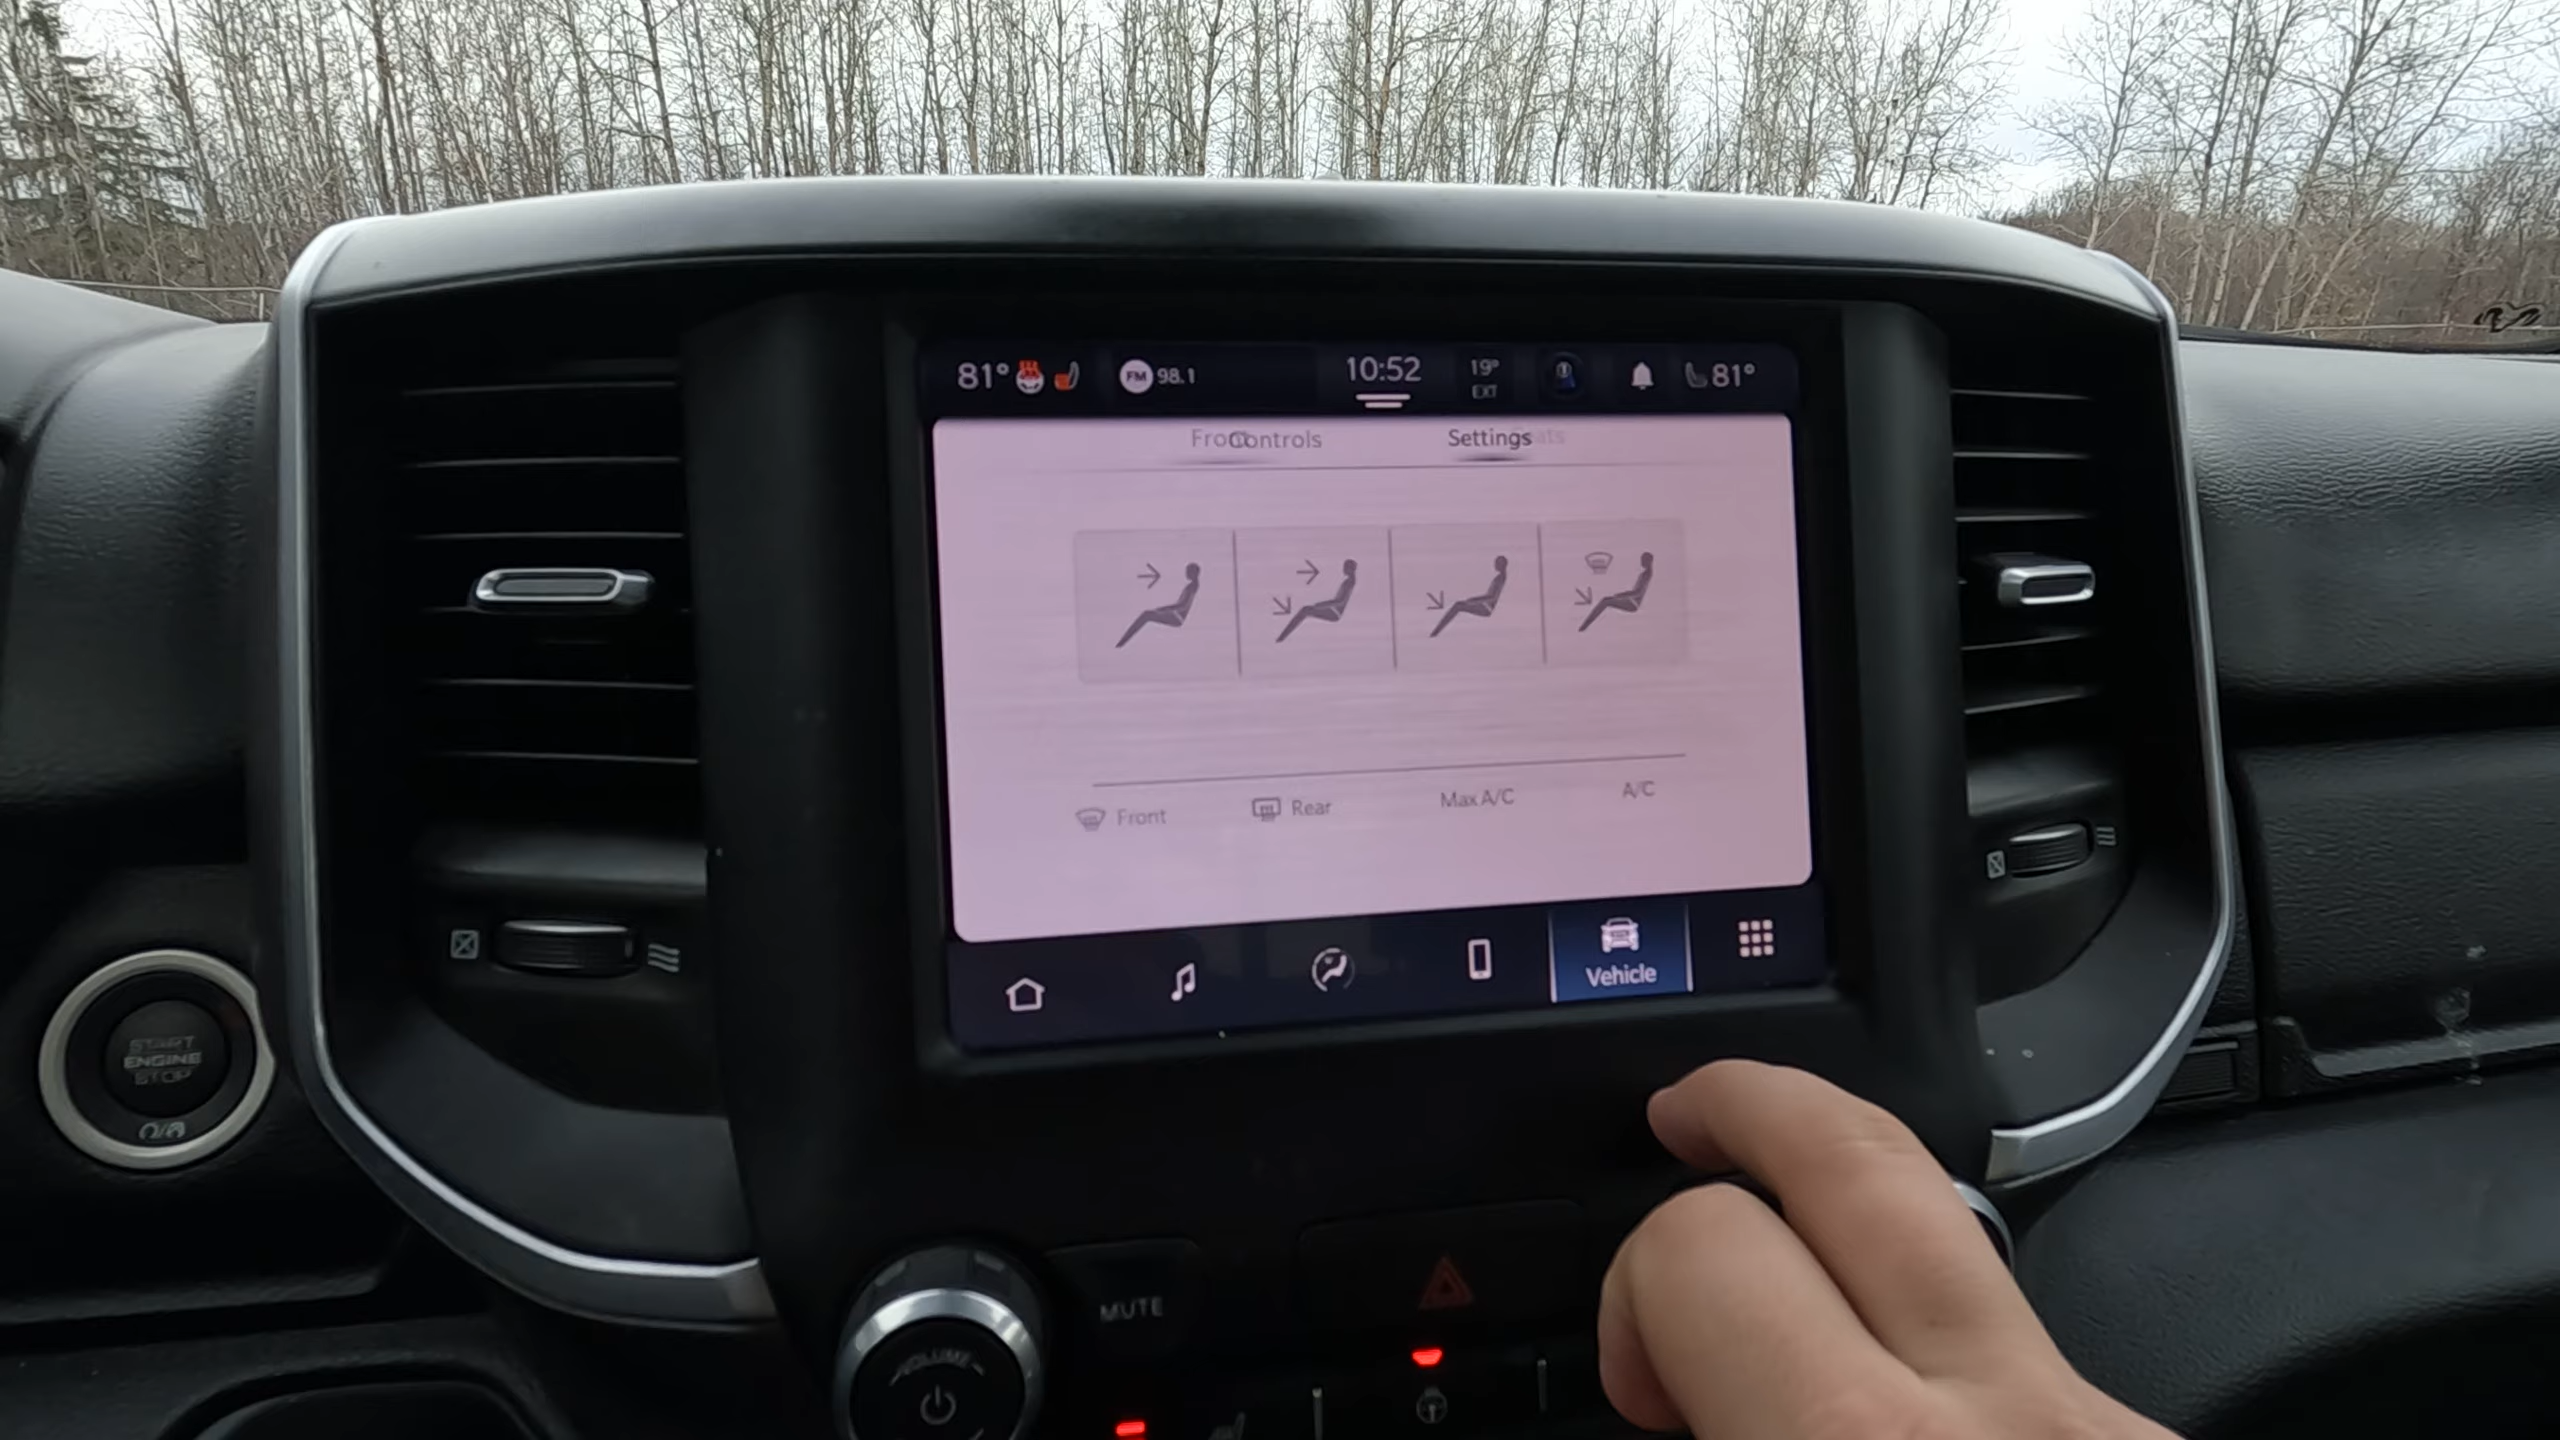 81° FM 98.1 10:52 19° EXT 81°
Front Controls Settings
Front Rear Max A/C A/C
Vehicle
START
ENGINE
STOP
MUTE
VOLUME